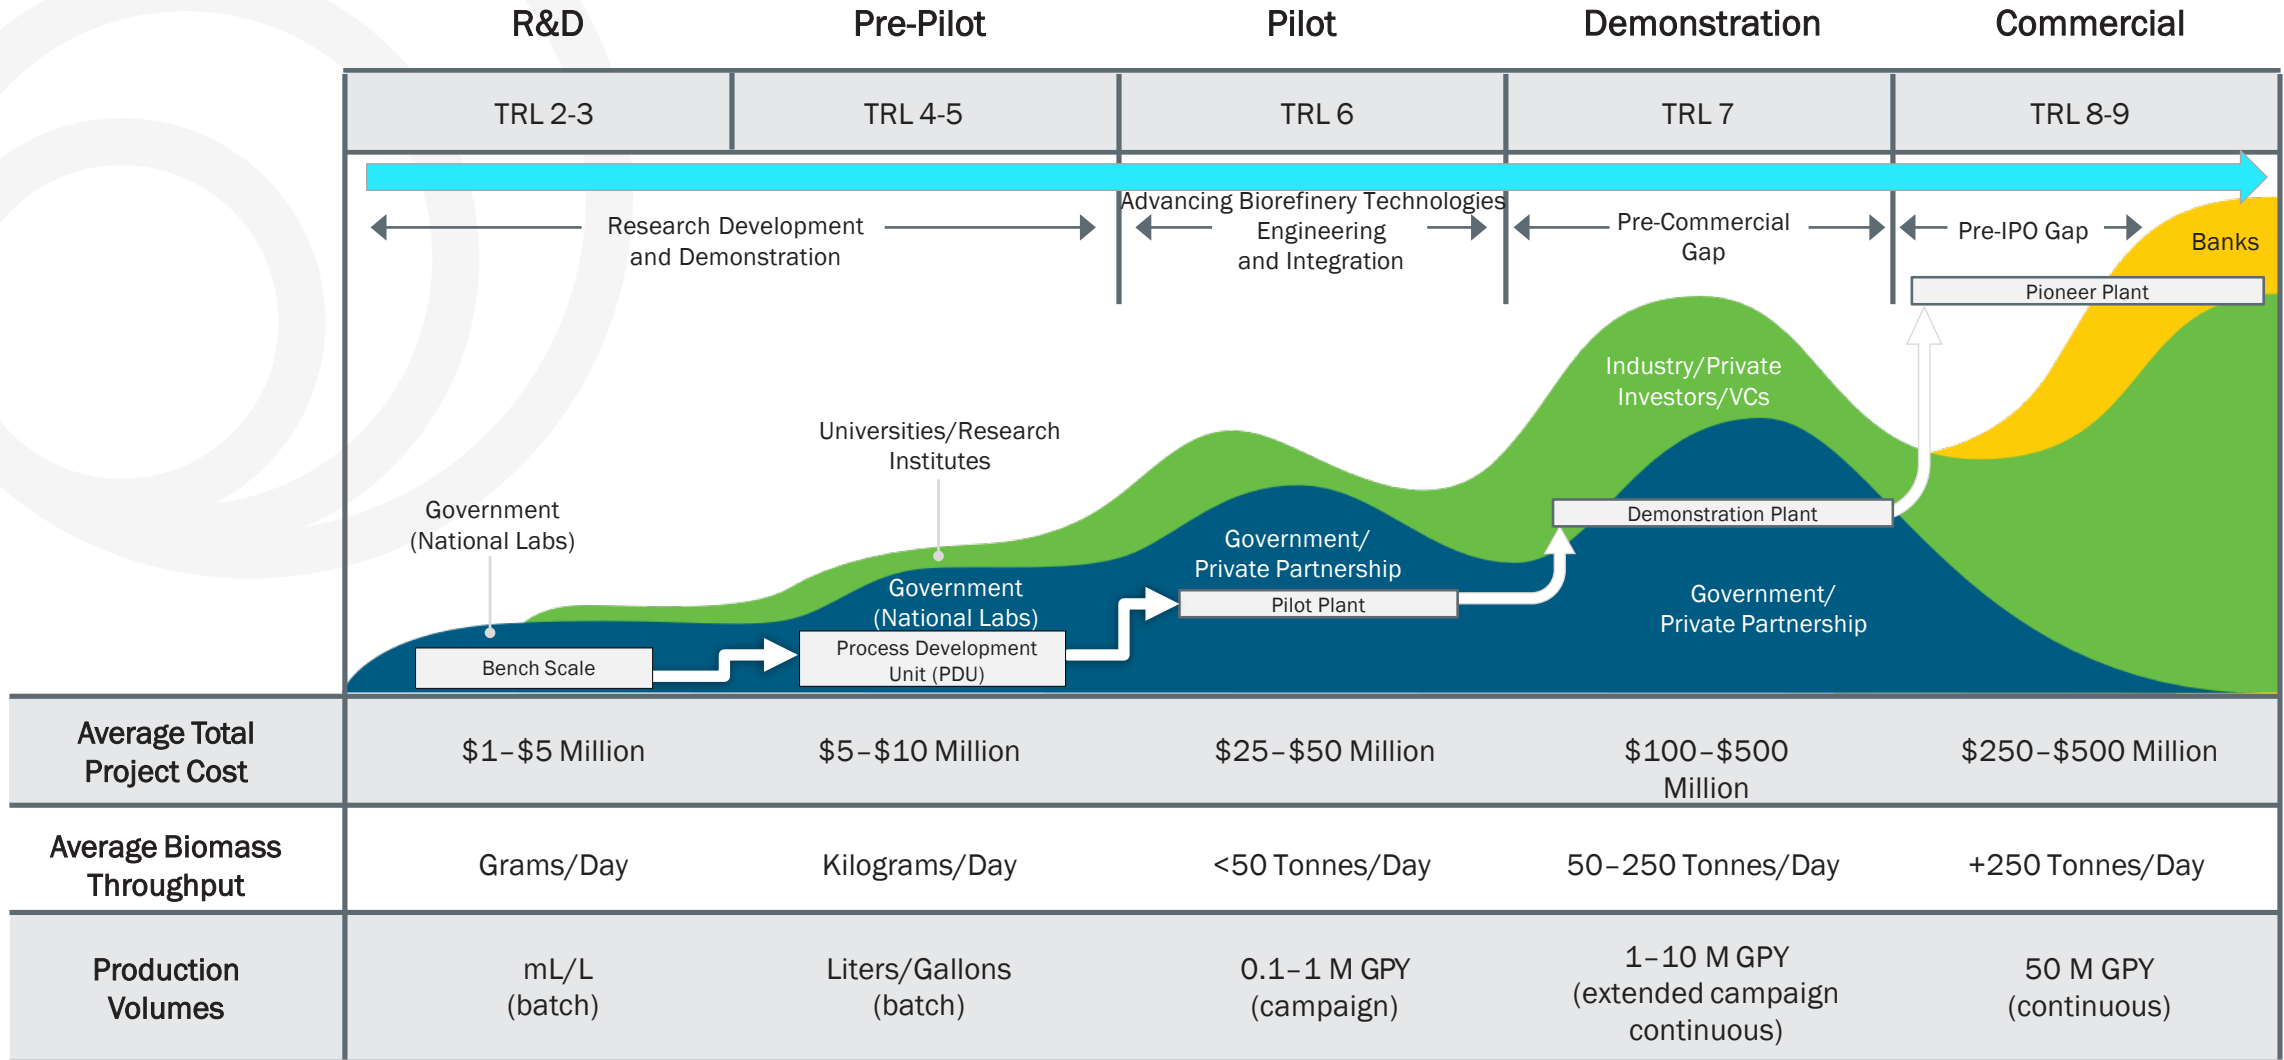 R&D
Pre-Pilot
Pilot
Demonstration
Commercial
TRL 2-3
TRL 4-5
TRL 6
TRL 7
TRL 8-9
Research Development
and Demonstration
Advancing Biorefinery Technologies
Engineering
and Integration
Pre-Commercial
Gap
Pre-IPO Gap
Banks
Pioneer Plant
Industry/Private
Investors/VCs
Universities/Research
Institutes
Government
(National Labs)
Demonstration Plant
Government/
Private Partnership
Government
(National Labs)
Pilot Plant
Government/
Private Partnership
Bench Scale
Process Development
Unit (PDU)
Average Total
Project Cost
$1–$5 Million
$5–$10 Million
$25–$50 Million
$100–$500
Million
$250–$500 Million
Average Biomass
Throughput
Grams/Day
Kilograms/Day
<50 Tonnes/Day
50–250 Tonnes/Day
+250 Tonnes/Day
Production
Volumes
mL/L
(batch)
Liters/Gallons
(batch)
0.1–1 M GPY
(campaign)
1–10 M GPY
(extended campaign
continuous)
50 M GPY
(continuous)